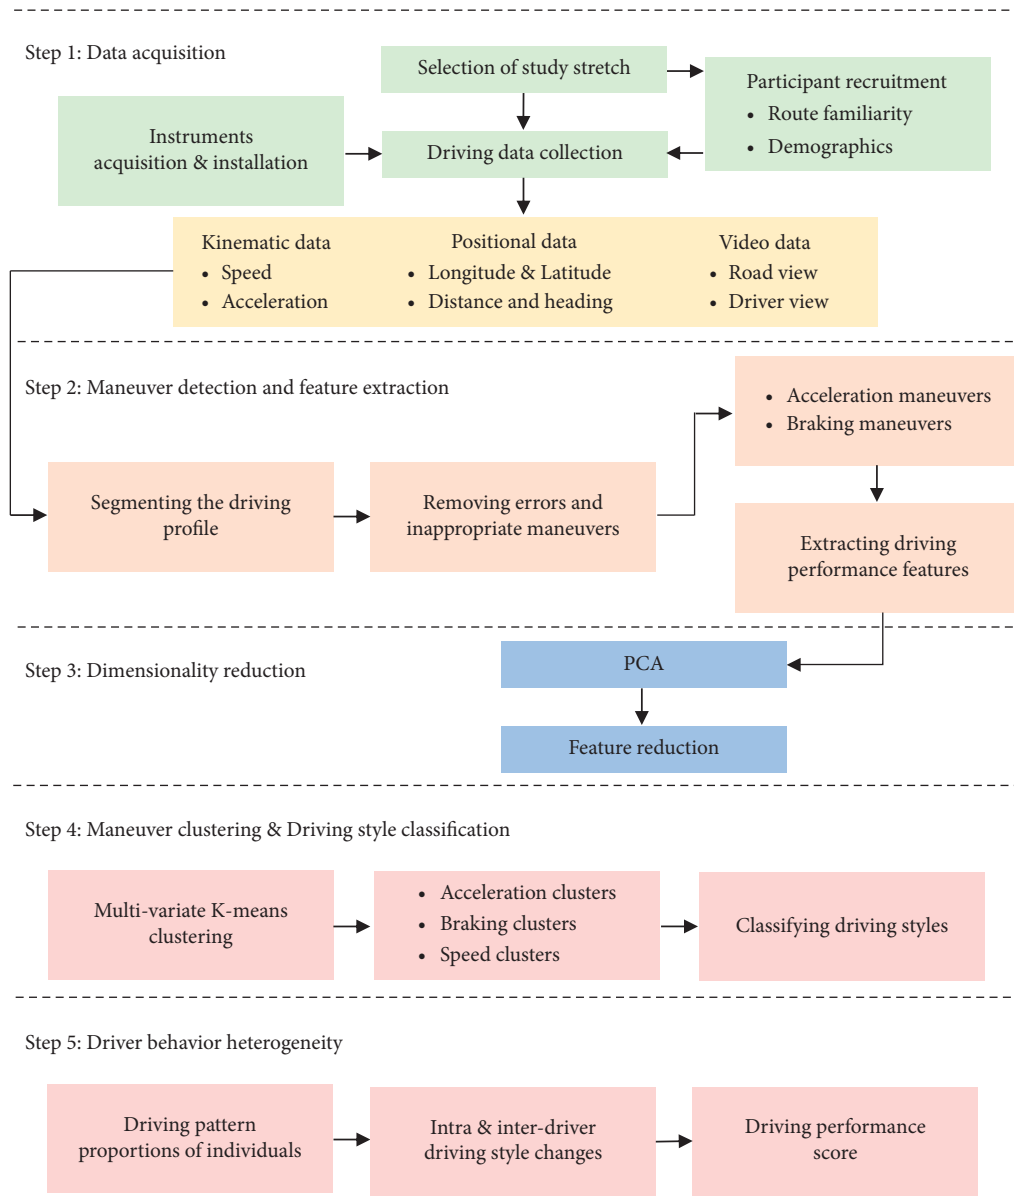 Step 1: Data acquisition
Selection of study stretch
Participant recruitment
• Route familiarity
• Demographics
Instruments
acquisition & installation
Driving data collection
Kinematic data
• Speed
• Acceleration
Positional data
• Longitude & Latitude
• Distance and heading
Video data
• Road view
• Driver view
Step 2: Maneuver detection and feature extraction
• Acceleration maneuvers
• Braking maneuvers
Segmenting the driving
profile
Removing errors and
inappropriate maneuvers
Extracting driving
performance features
Step 3: Dimensionality reduction
PCA
Feature reduction
Step 4: Maneuver clustering & Driving style classification
Multi-variate K-means
clustering
• Acceleration clusters
• Braking clusters
• Speed clusters
Classifying driving styles
Step 5: Driver behavior heterogeneity
Driving pattern
proportions of individuals
Intra & inter-driver
driving style changes
Driving performance
score